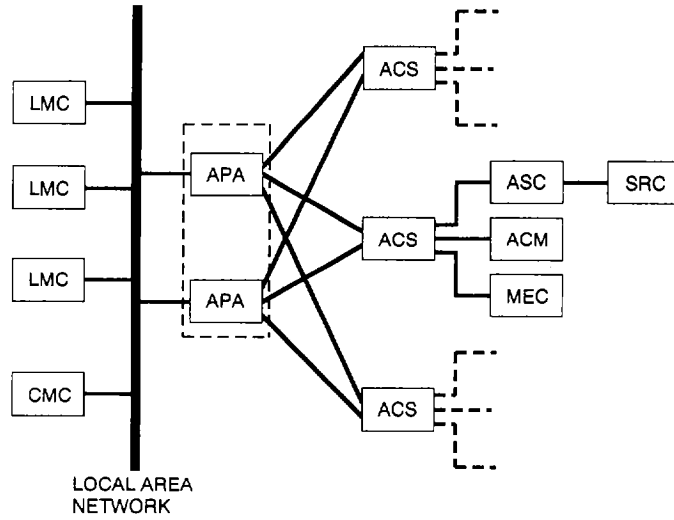 LMC
LMC
LMC
CMC
LOCAL AREA
NETWORK
APA
APA
ACS
ACS
ACS
ASC
SRC
ACM
MEC